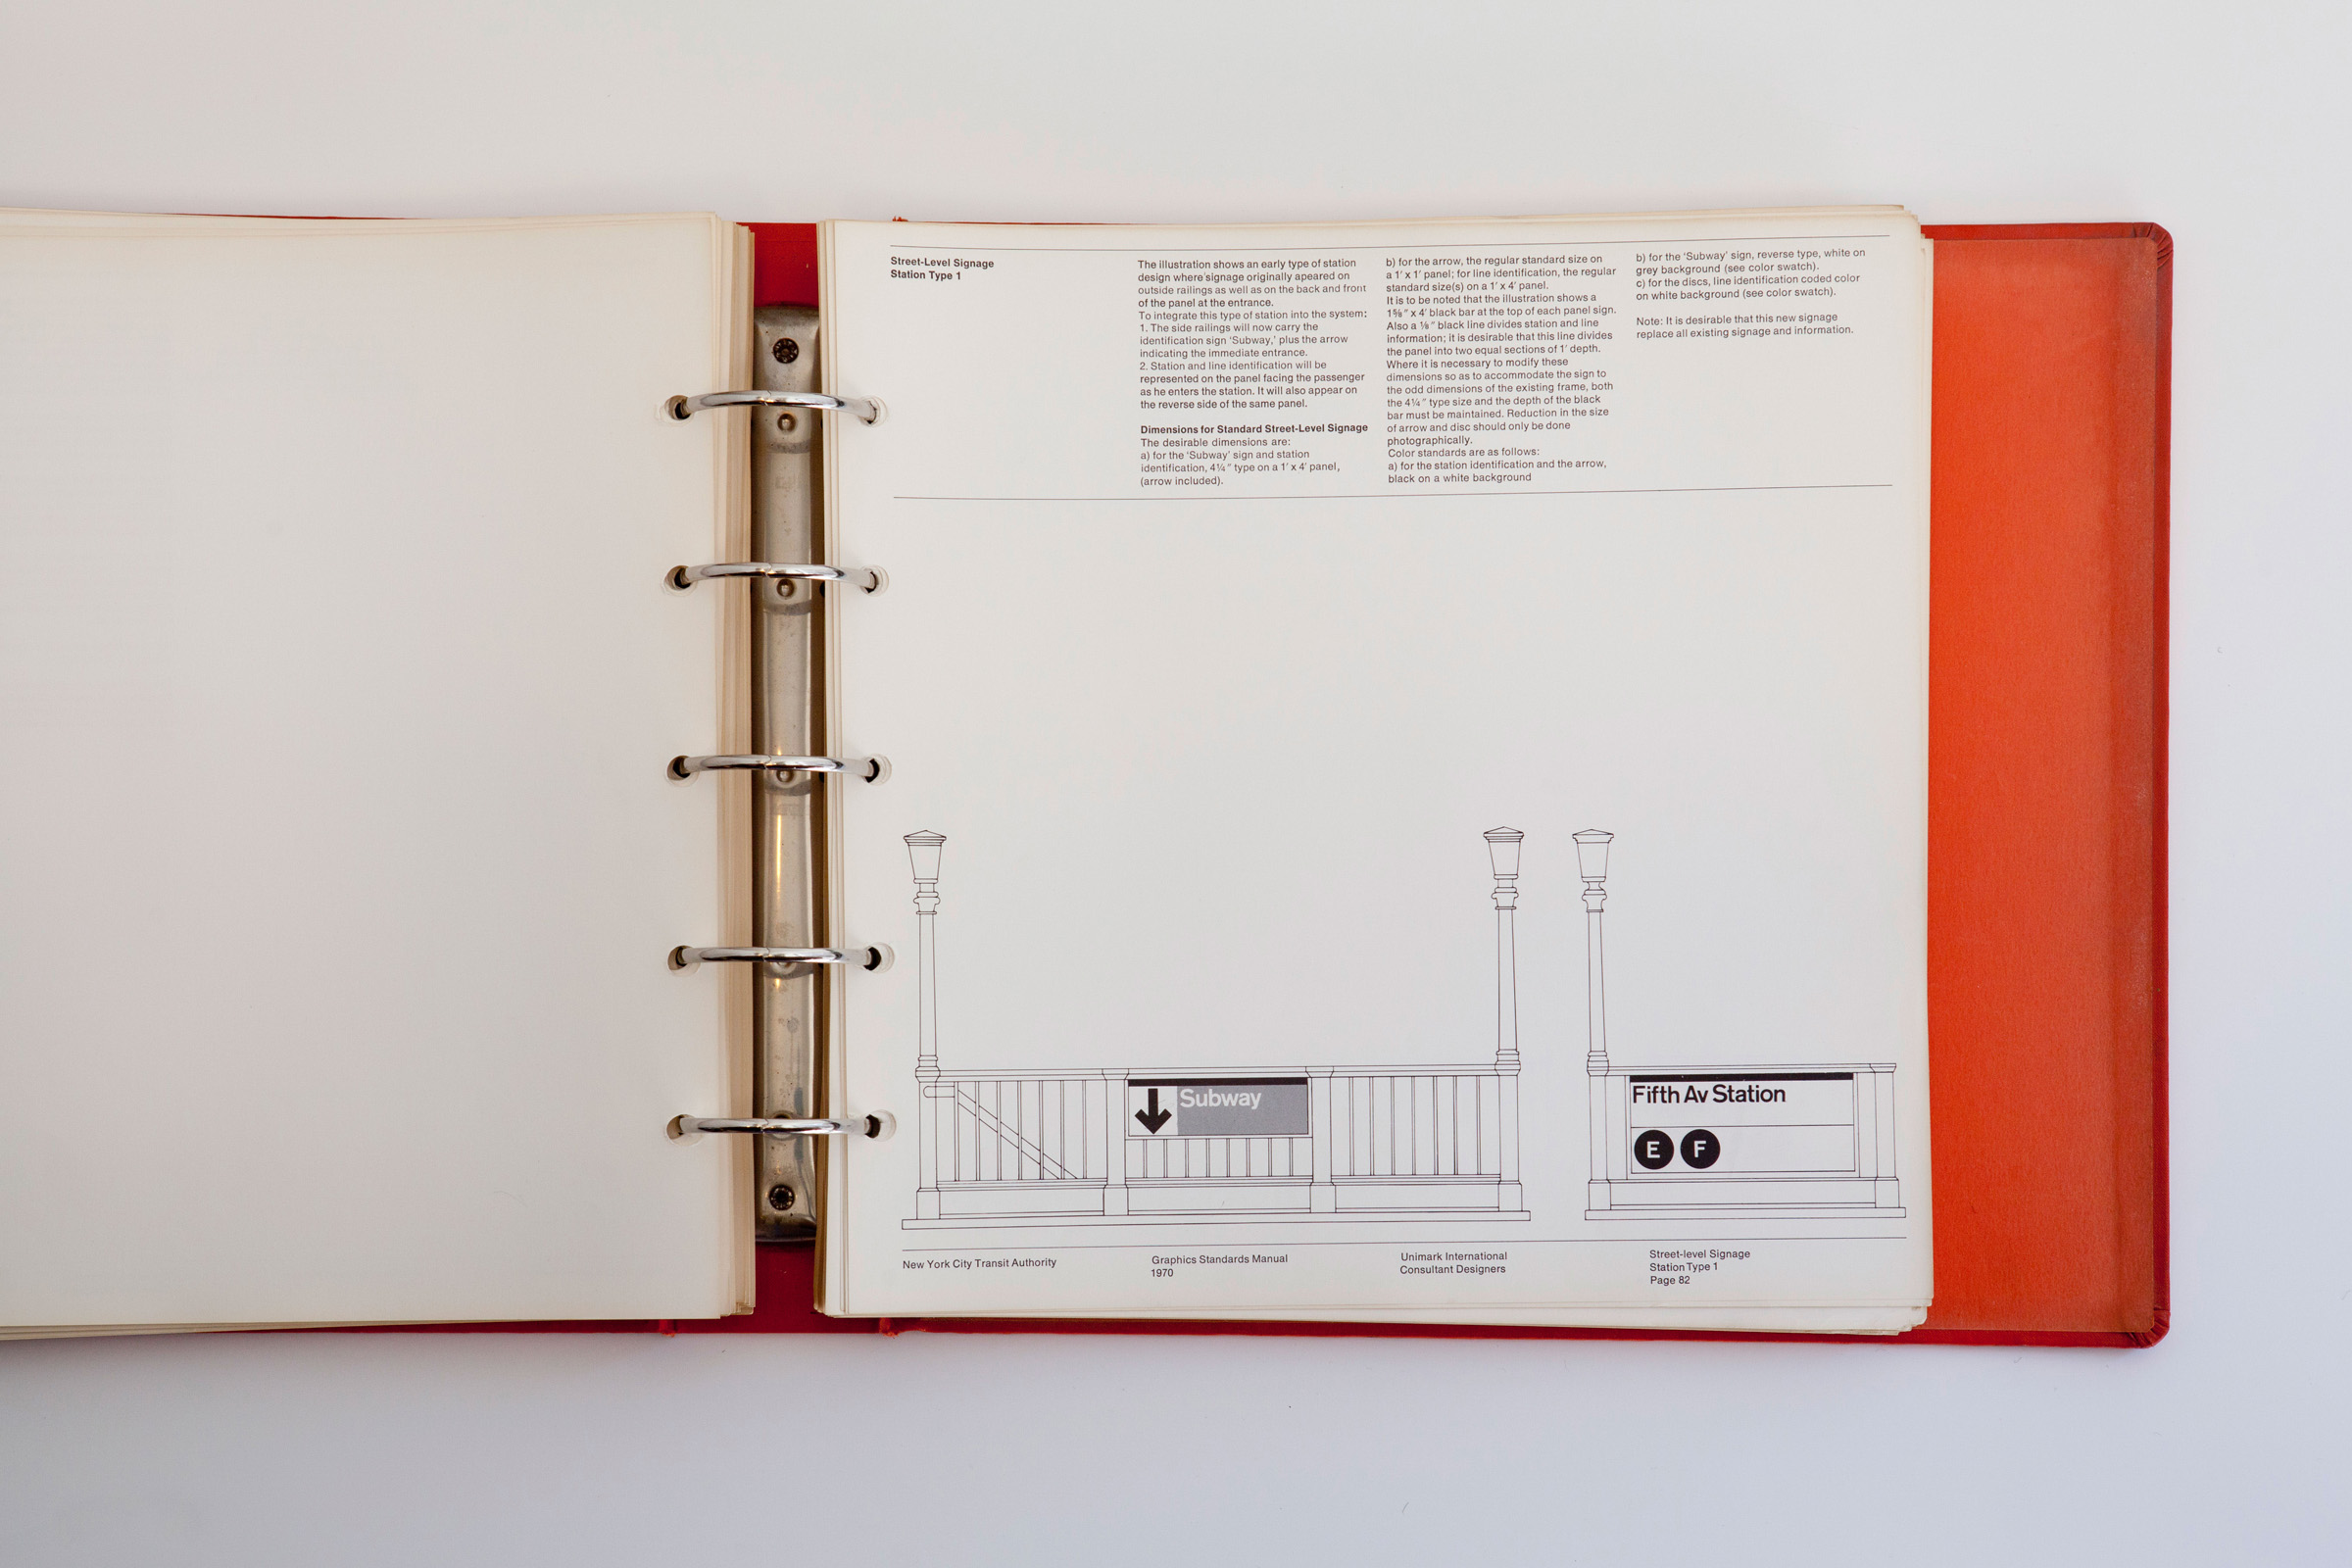 Street-Level Signage
Station Type 1
The illustration shows an early type of station
design where signage originally apeared on
outside railings as well as on the back and front
of the panel at the entrance.
To integrate this type of station into the system:
1. The side railings will now carry the
identification sign ‘Subway,’ plus the arrow
indicating the immediate entrance.
2. Station and line identification will be
represented on the panel facing the passenger
as he enters the station. It will also appear on
the reverse side of the same panel.
Dimensions for Standard Street-Level Signage
The desirable dimensions are:
a) for the ‘Subway’ sign and station
identification, 4¼″ type on a 1′ x 4′ panel,
(arrow included).
b) for the arrow, the regular standard size on
a 1′ x 1′ panel; for line identification, the regular
standard size(s) on a 1′ x 4′ panel.
It is to be noted that the illustration shows a
1⅝″ x 4′ black bar at the top of each panel sign.
Also a ⅛″ black line divides station and line
information; it is desirable that this line divides
the panel into two equal sections of 1′ depth.
Where it is necessary to modify these
dimensions so as to accommodate the sign to
the odd dimensions of the existing frame, both
the 4¼″ type size and the depth of the black
bar must be maintained. Reduction in the size
of arrow and disc should only be done
photographically.
Color standards are as follows:
a) for the station identification and the arrow,
black on a white background
b) for the ‘Subway’ sign, reverse type, white on
grey background (see color swatch).
c) for the discs, line identification coded color
on white background (see color swatch).
Note: It is desirable that this new signage
replace all existing signage and information.
Subway
Fifth Av Station
E F
New York City Transit Authority
Graphics Standards Manual
1970
Unimark International
Consultant Designers
Street-level Signage
Station Type 1
Page 82